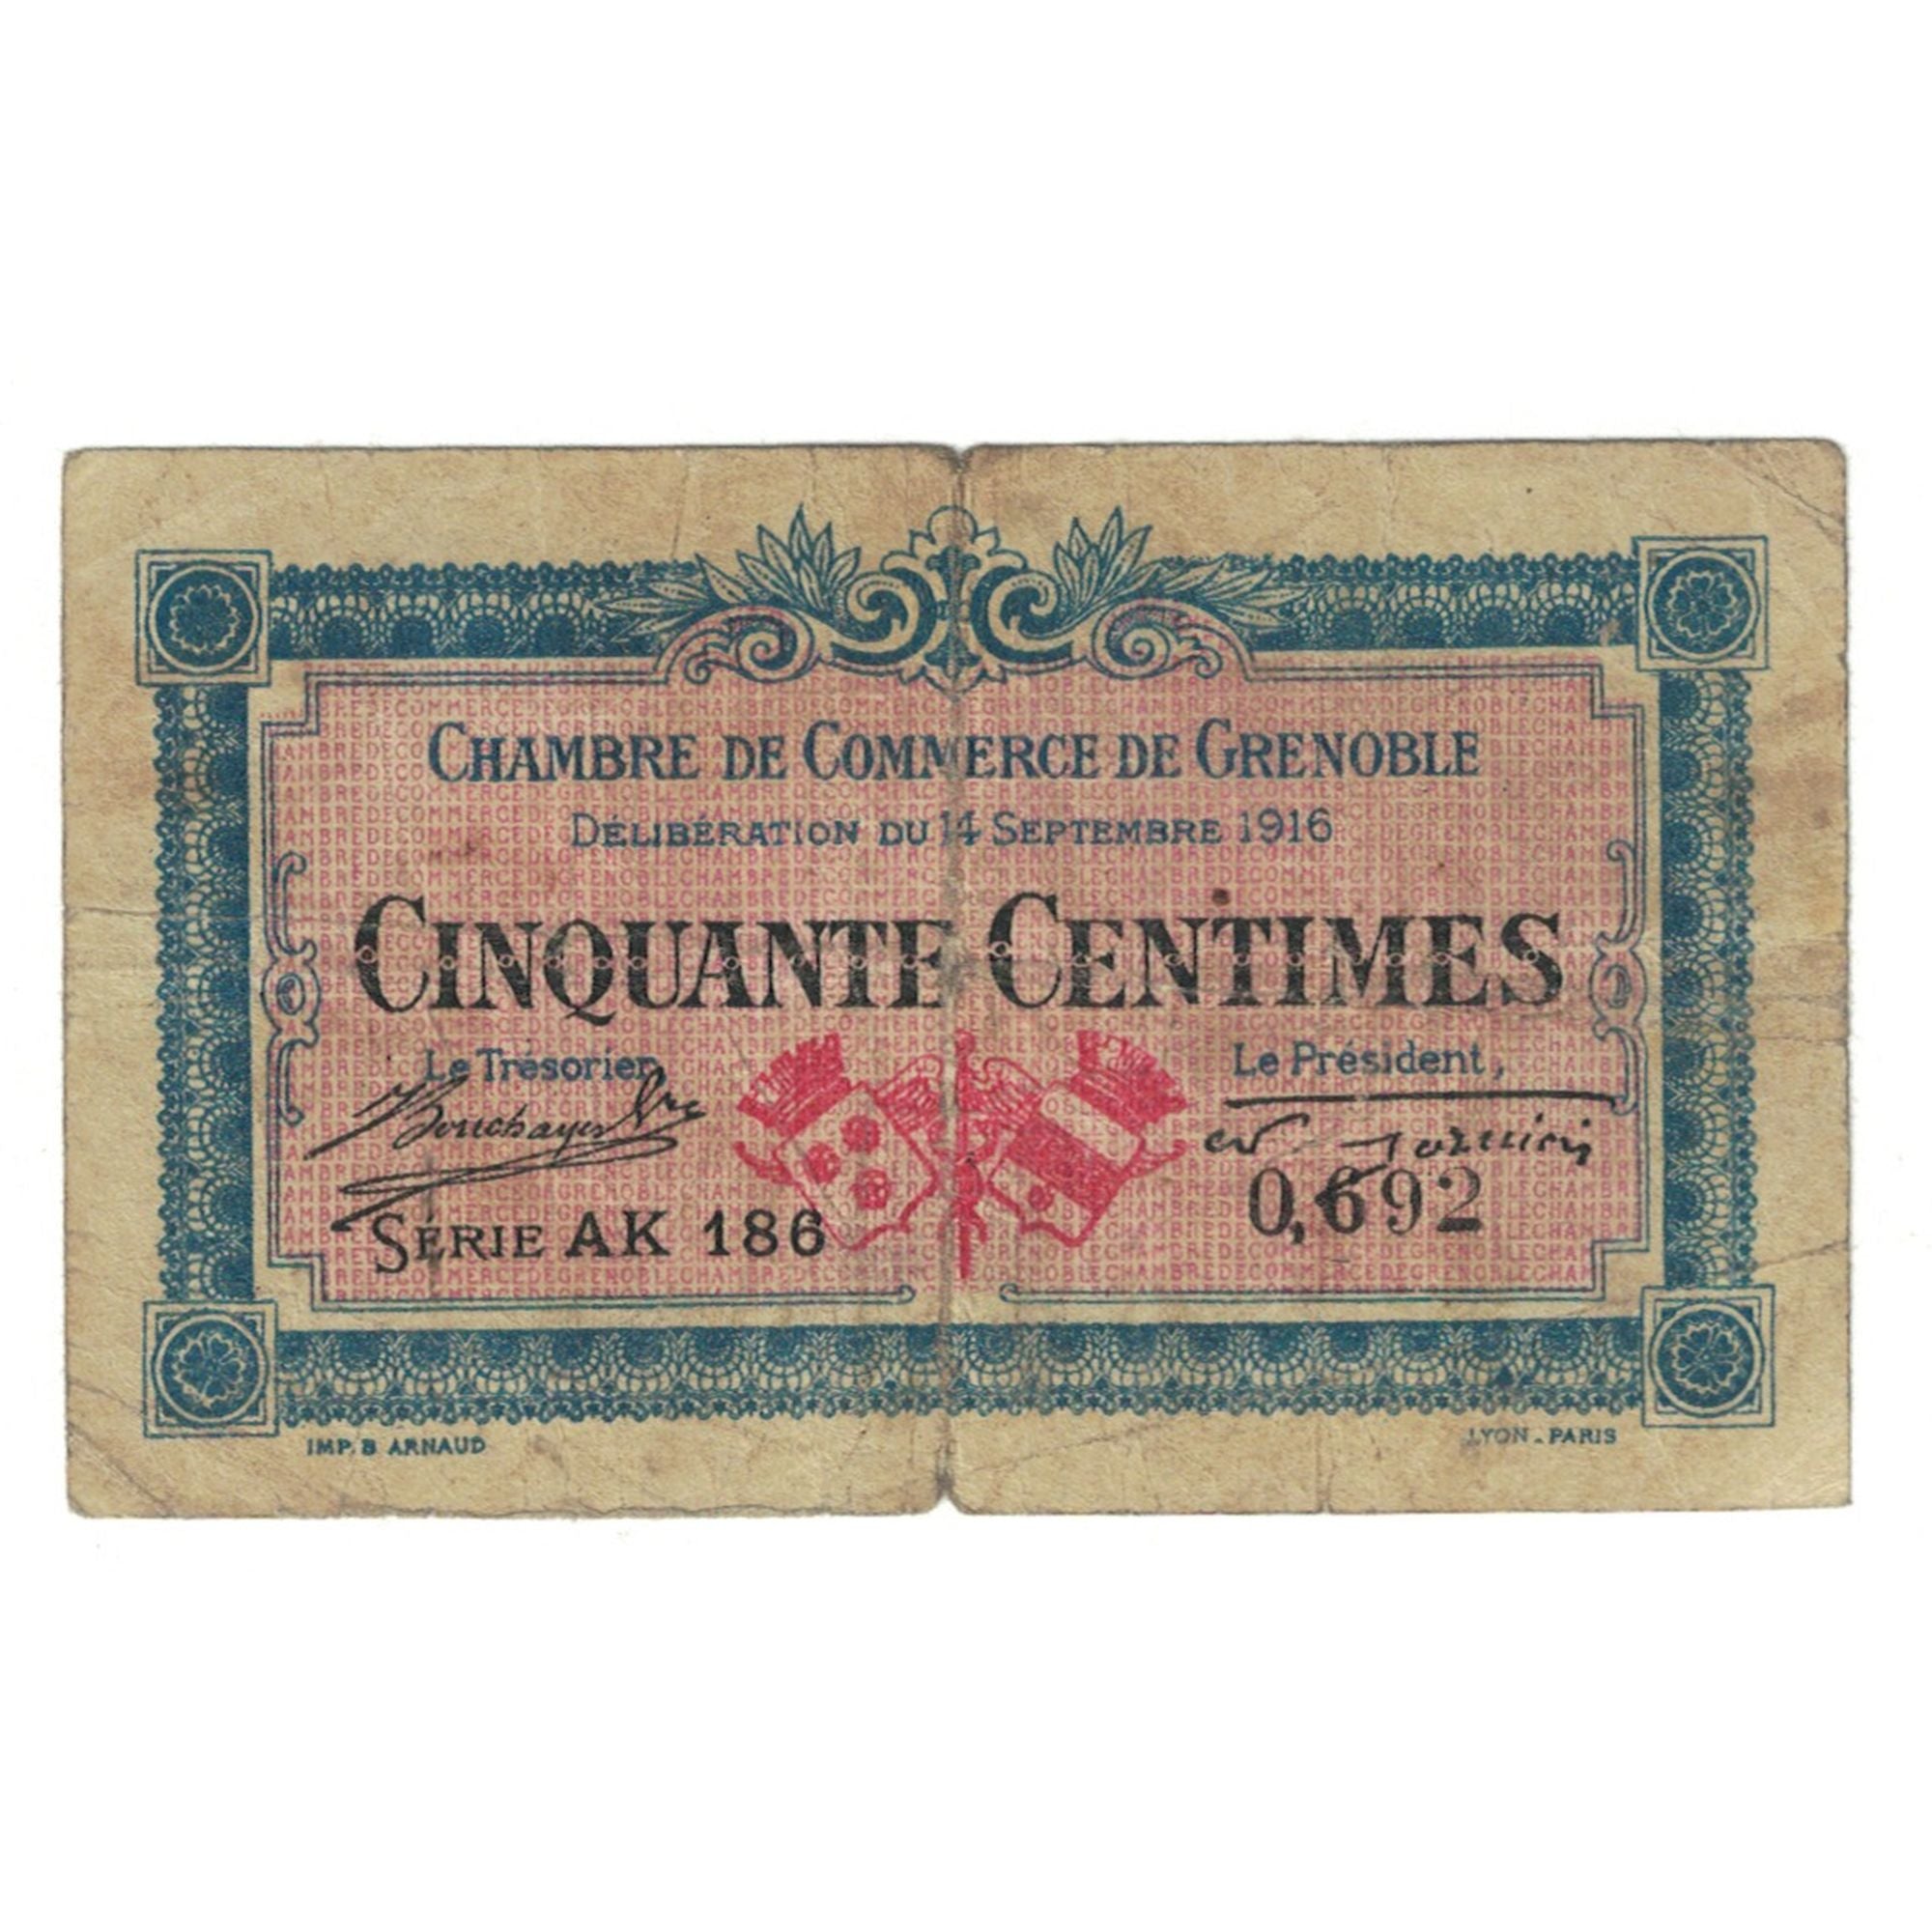 CHAMBRE DE COMMERCE DE GRENOBLE
DÉLIBÉRATION DU 14 SEPTEMBRE 1916
CINQUANTE CENTIMES
Le Trésorier,
Le Président,
Bouchayer
SÉRIE AK 186
0,692
IMP. B ARNAUD
LYON - PARIS